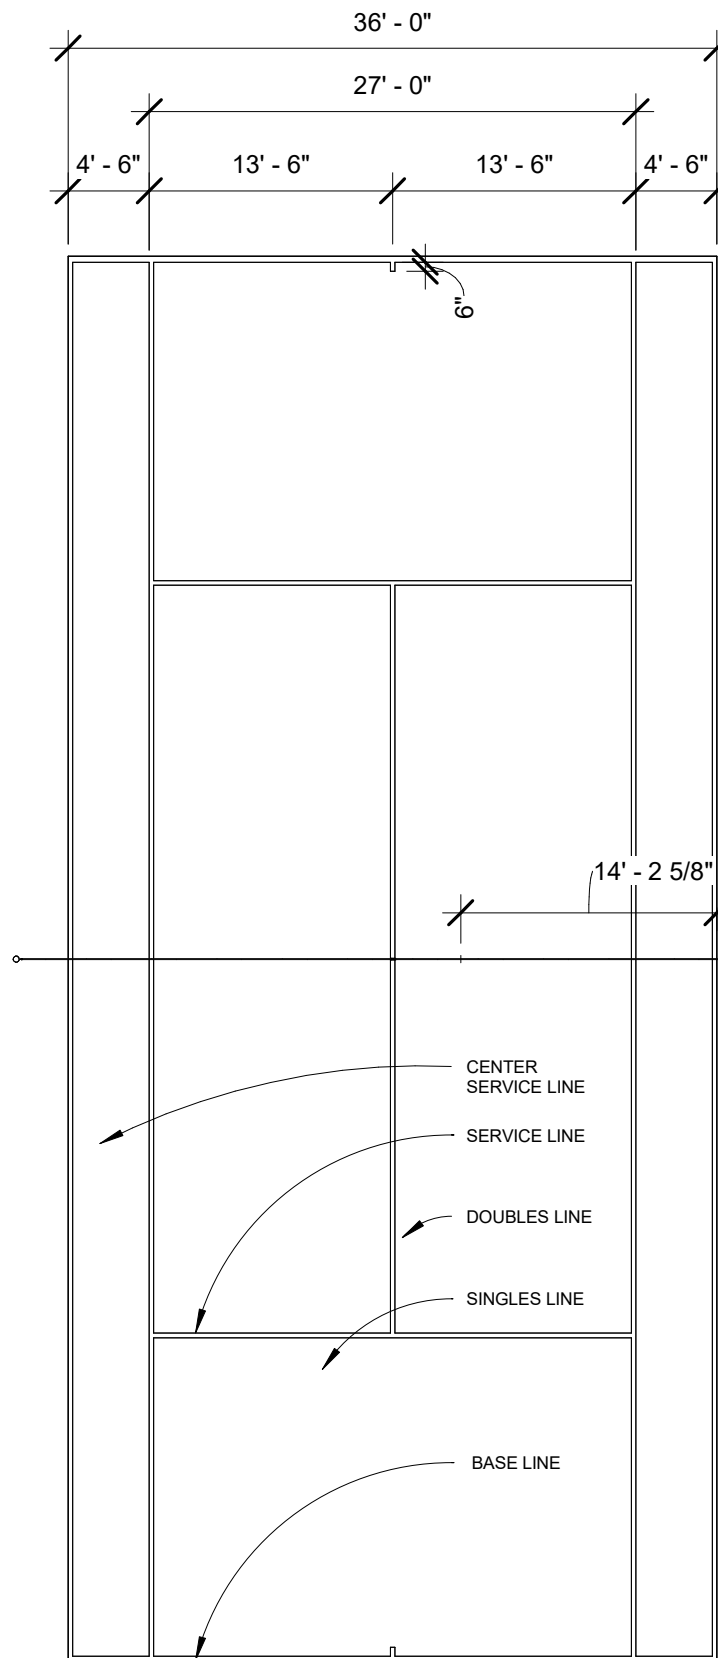 36' - 0"
27' - 0"
4' - 6"
13' - 6"
13' - 6"
4' - 6"
6"
14' - 2 5/8"
CENTER
SERVICE LINE
SERVICE LINE
DOUBLES LINE
SINGLES LINE
BASE LINE